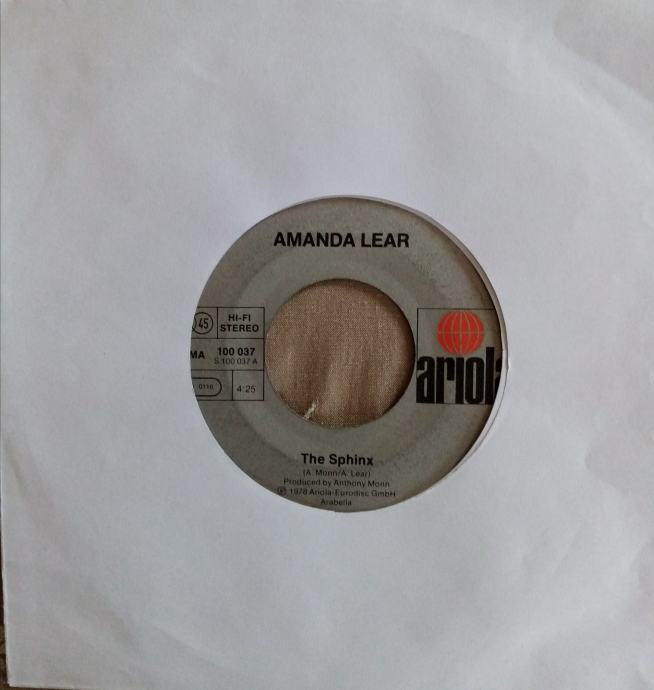 AMANDA LEAR
45
HI-FI
STEREO
MA 100 037
S 100 037 A
0110
4:25
ariola
The Sphinx
(A. Monn/A. Lear)
Produced by Anthony Monn
℗ 1978 Ariola-Eurodisc GmbH
Arabella